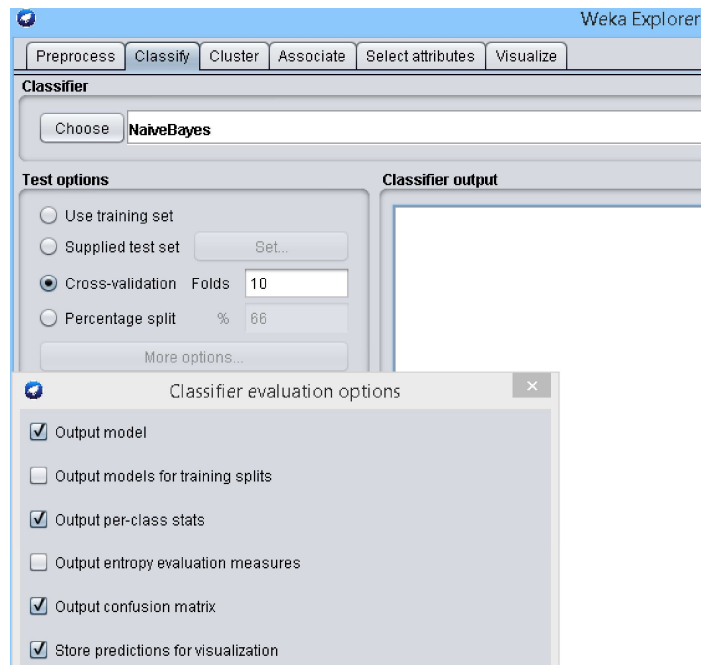 Weka Explorer
Preprocess Classify Cluster Associate Select attributes Visualize
Classifier
Choose NaiveBayes
Test options
Classifier output
Use training set
Supplied test set Set...
Cross-validation Folds 10
Percentage split % 66
More options...
Classifier evaluation options
Output model
Output models for training splits
Output per-class stats
Output entropy evaluation measures
Output confusion matrix
Store predictions for visualization